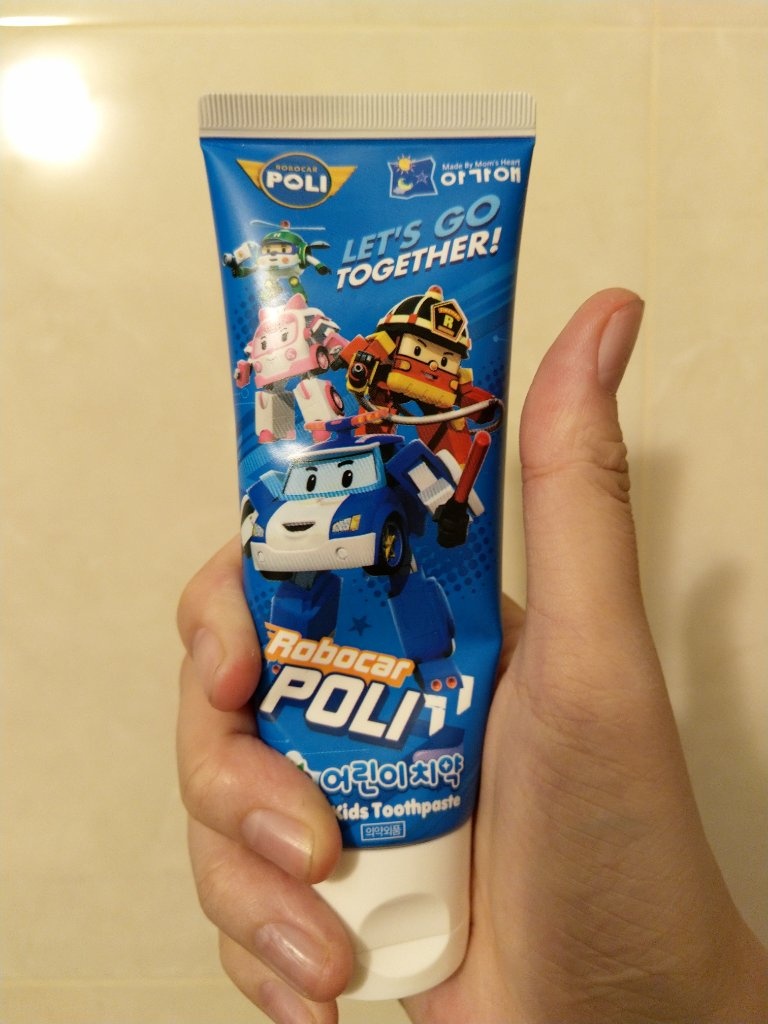 ROBOCAR
POLI
Made By Mom's Heart
아가애
LET'S GO
TOGETHER!
R
Robocar
POLI
어린이 치약
Kids Toothpaste
의약외품